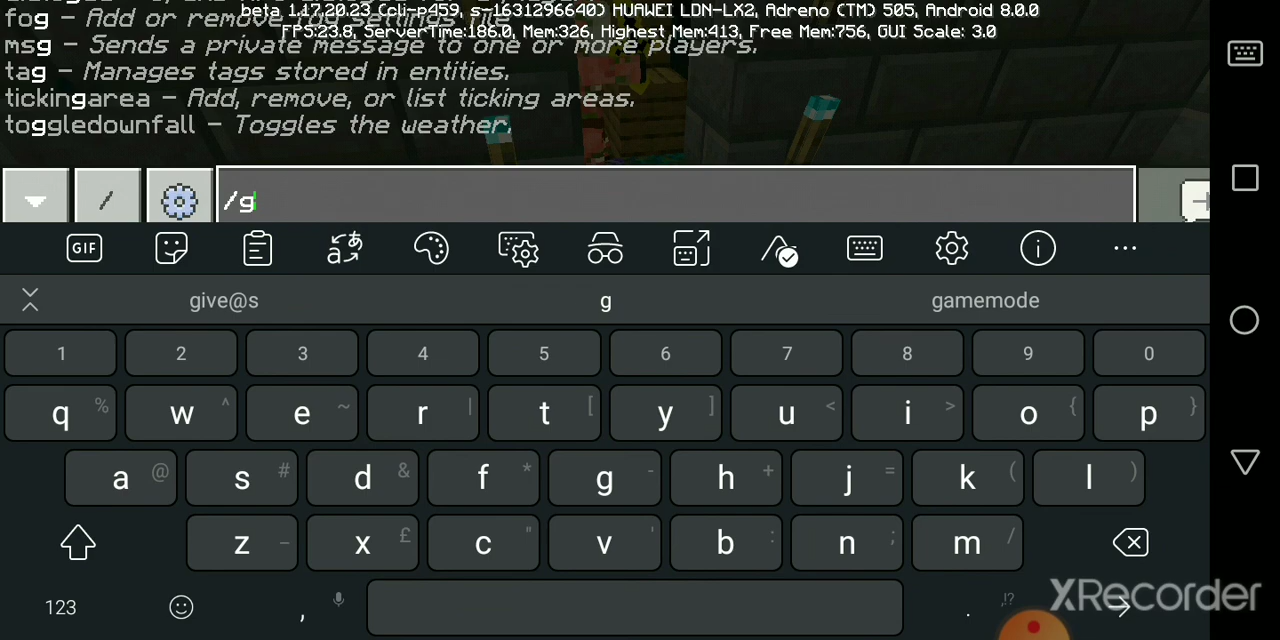 beta 1.17.20.23, s-1631296640) HUAWEI LDN-LX2, Adreno (TM) 505, Android 8.0.0
fog – Add or remove fog settings file
FPS:23.8, ServerTime:186.0, Mem:326, Highest Mem:413, Free Mem:756, GUI Scale: 3.0
msg – Sends a private message to one or more players.
tag – Manages tags stored in entities.
tickingarea – Add, remove, or list ticking areas.
toggledownfall – Toggles the weather.
/ /g
GIF
give@s g gamemode
1 2 3 4 5 6 7 8 9 0
q % w ^ e ~ r | t [ y ] u < i > o { p }
a @ s # d & f * g - h + j = k ( l )
z – x £ c " v ' b : n ; m /
123 , . ,!?
XRecorder